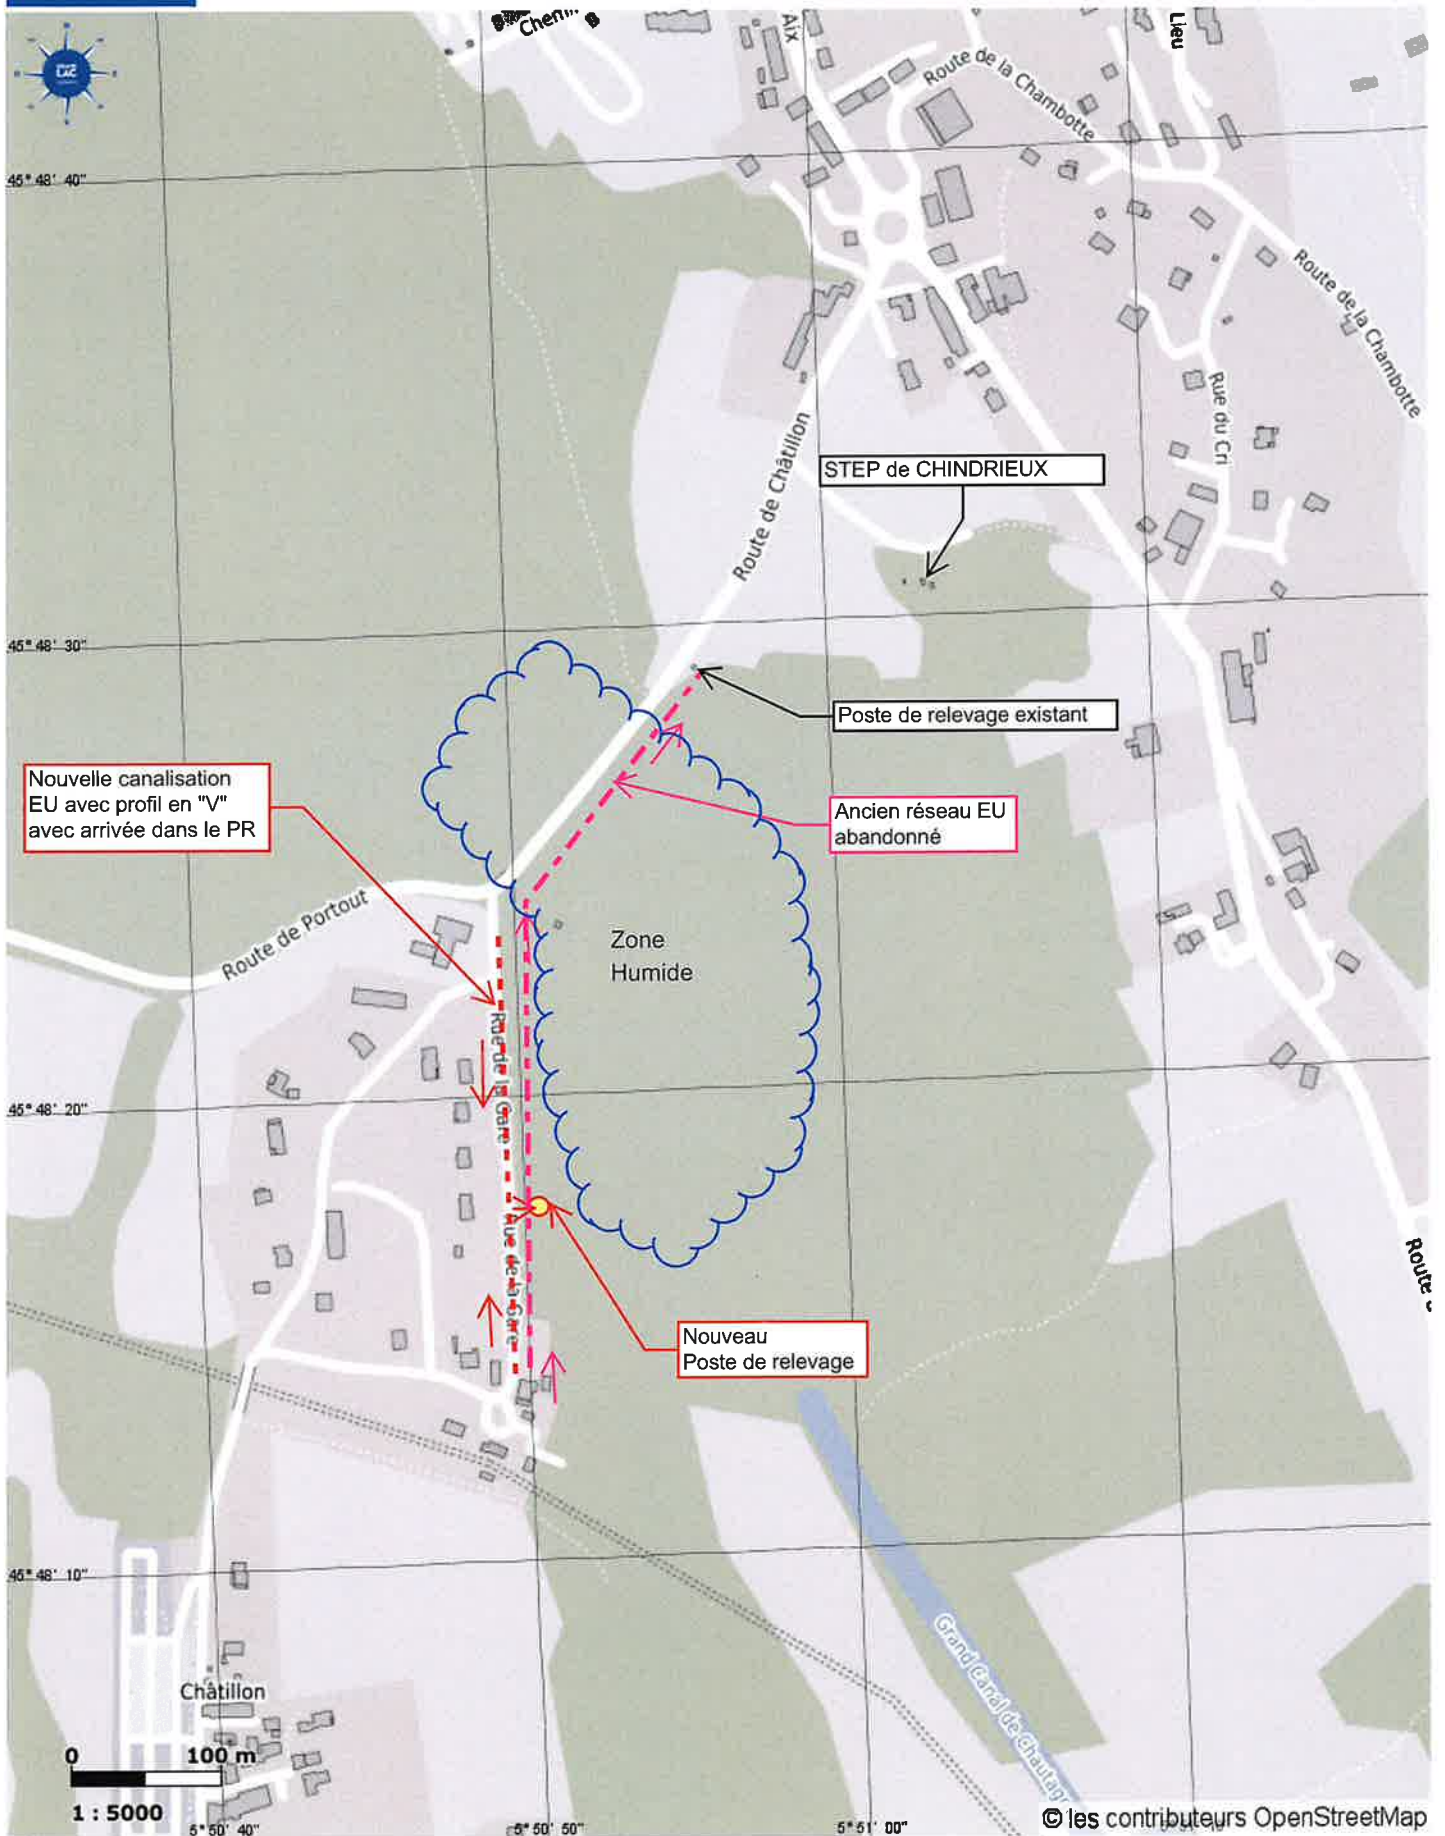 Chemin
Aix
Lieu
LAC
Route de la Chambotte
45° 48' 40"
Route de la Chambotte
Rue du Cri
Route de Châtillon
STEP de CHINDRIEUX
45° 48' 30"
Poste de relevage existant
Nouvelle canalisation
EU avec profil en "V"
avec arrivée dans le PR
Ancien réseau EU
abandonné
Route de Portout
Zone
Humide
Rue de la Gare
45° 48' 20"
Rue de la Gare
Route
Nouveau
Poste de relevage
45° 48' 10"
Grand Canal de Chautagn
Châtillon
0 100 m
1 : 5000
© les contributeurs OpenStreetMap
5° 50' 40"
5° 50' 50"
5° 51' 00"